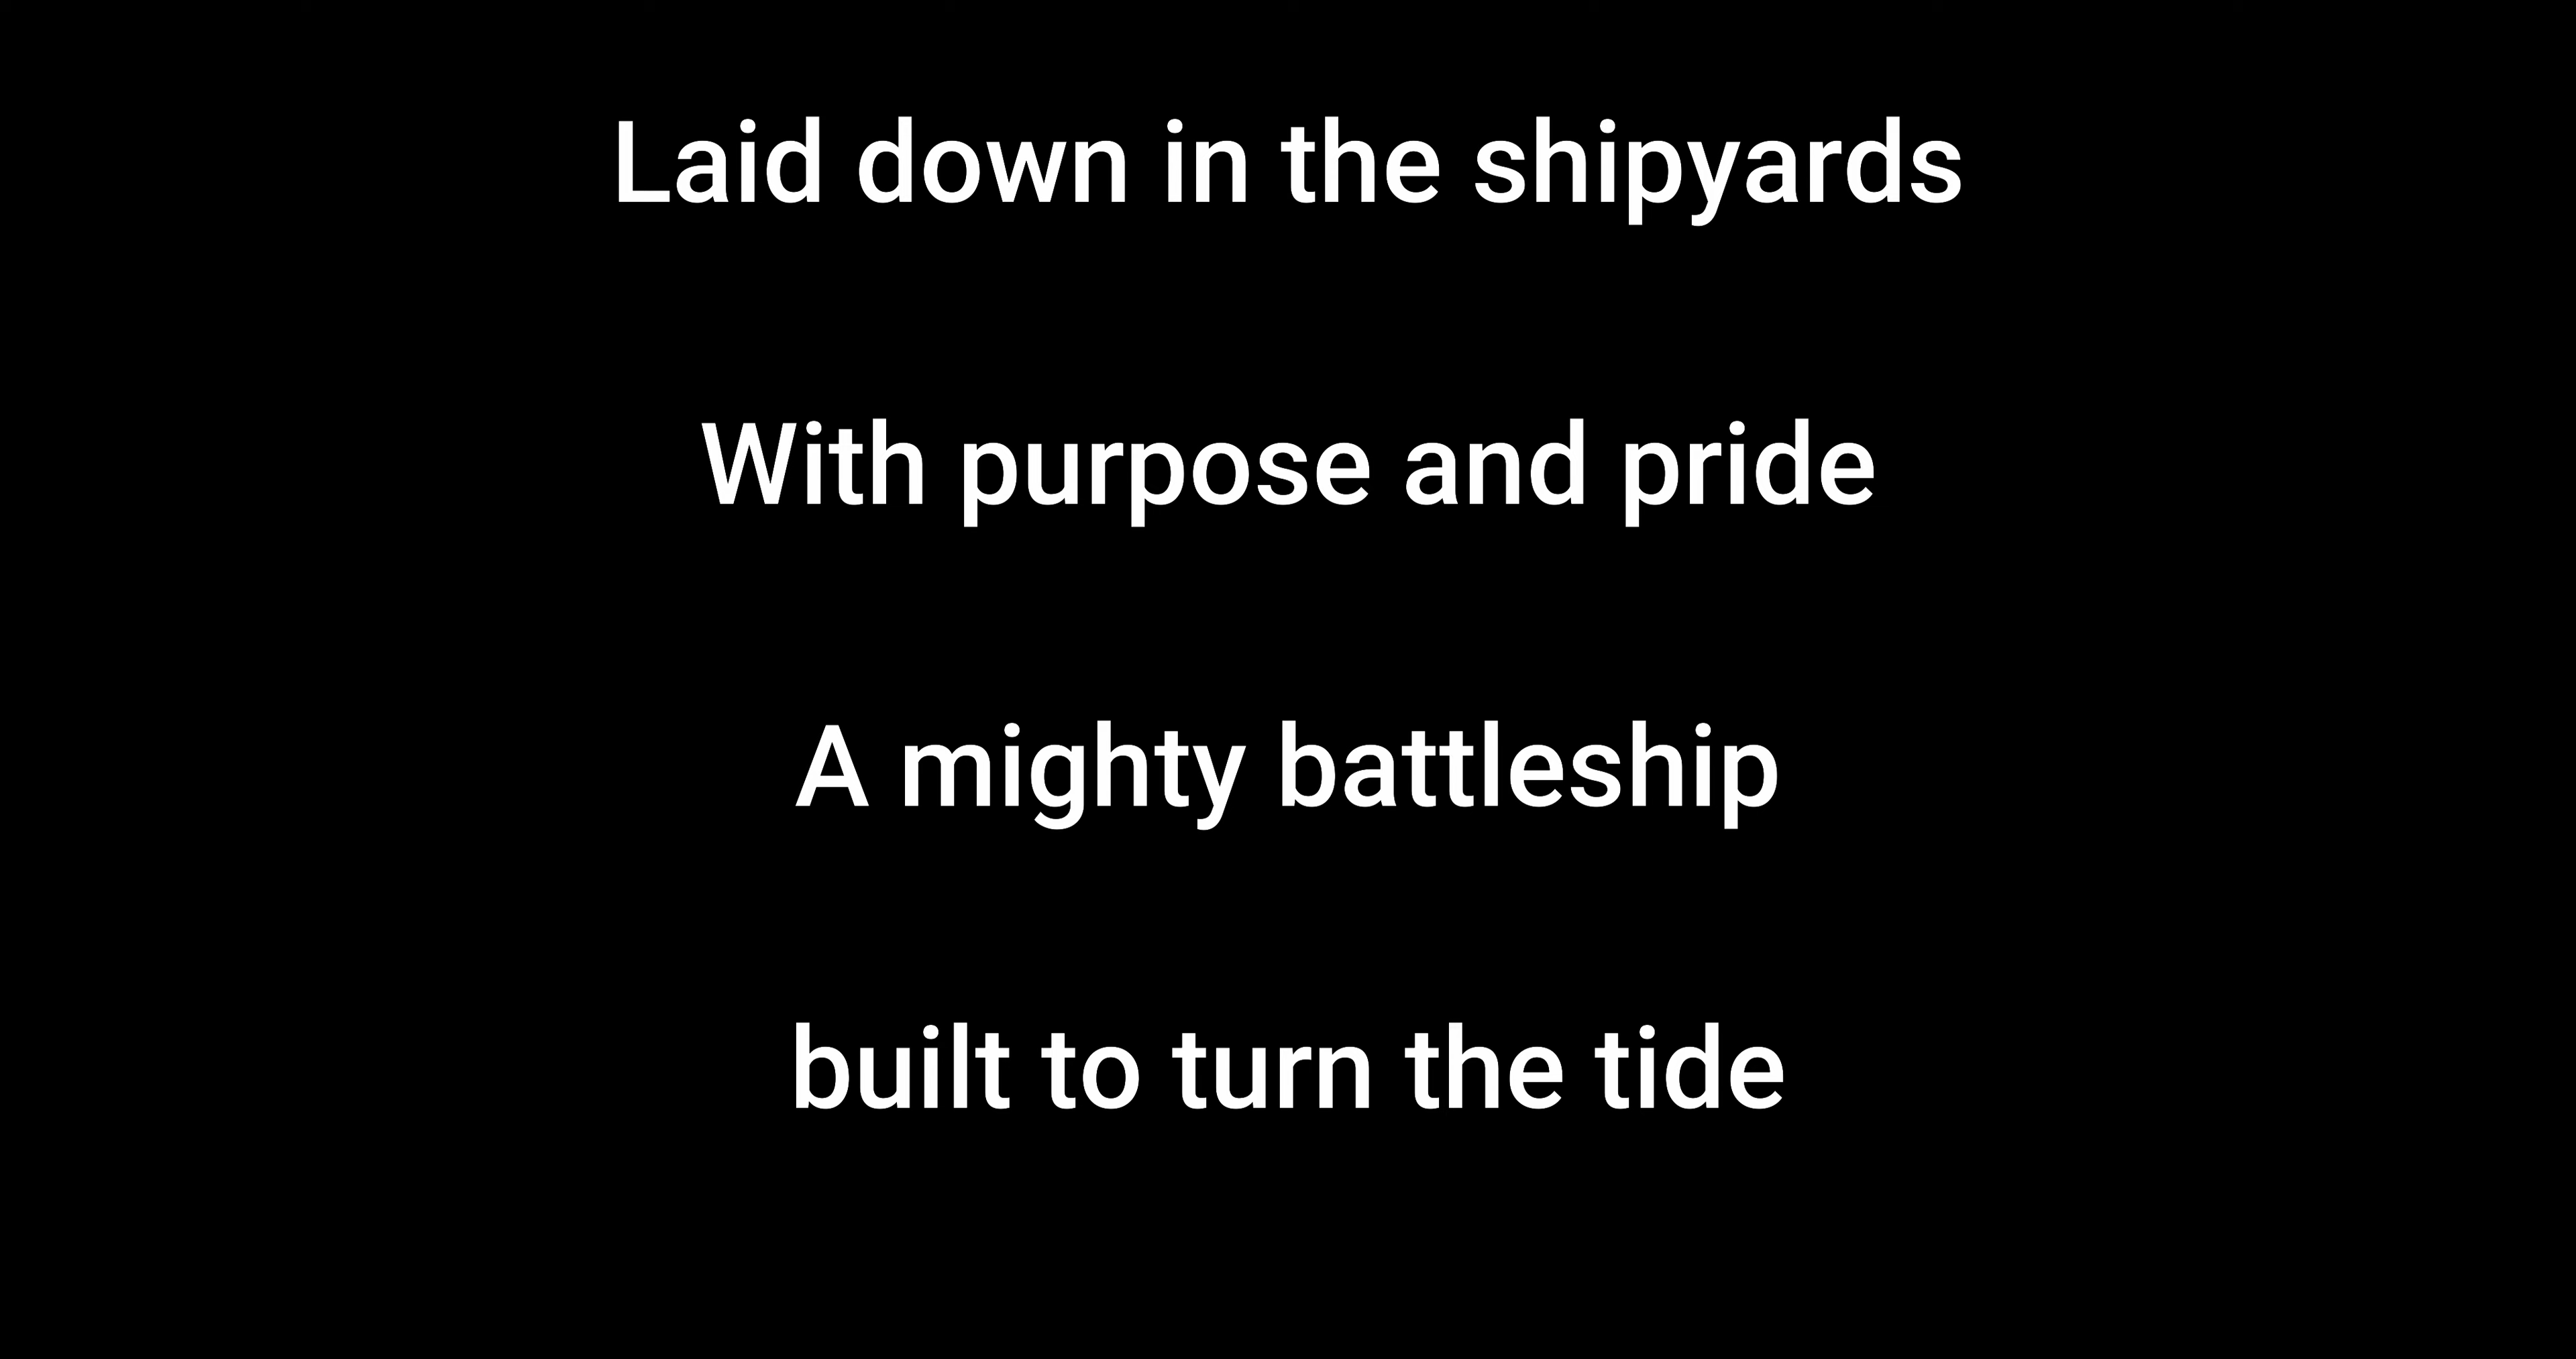 Laid down in the shipyards
With purpose and pride
A mighty battleship
built to turn the tide